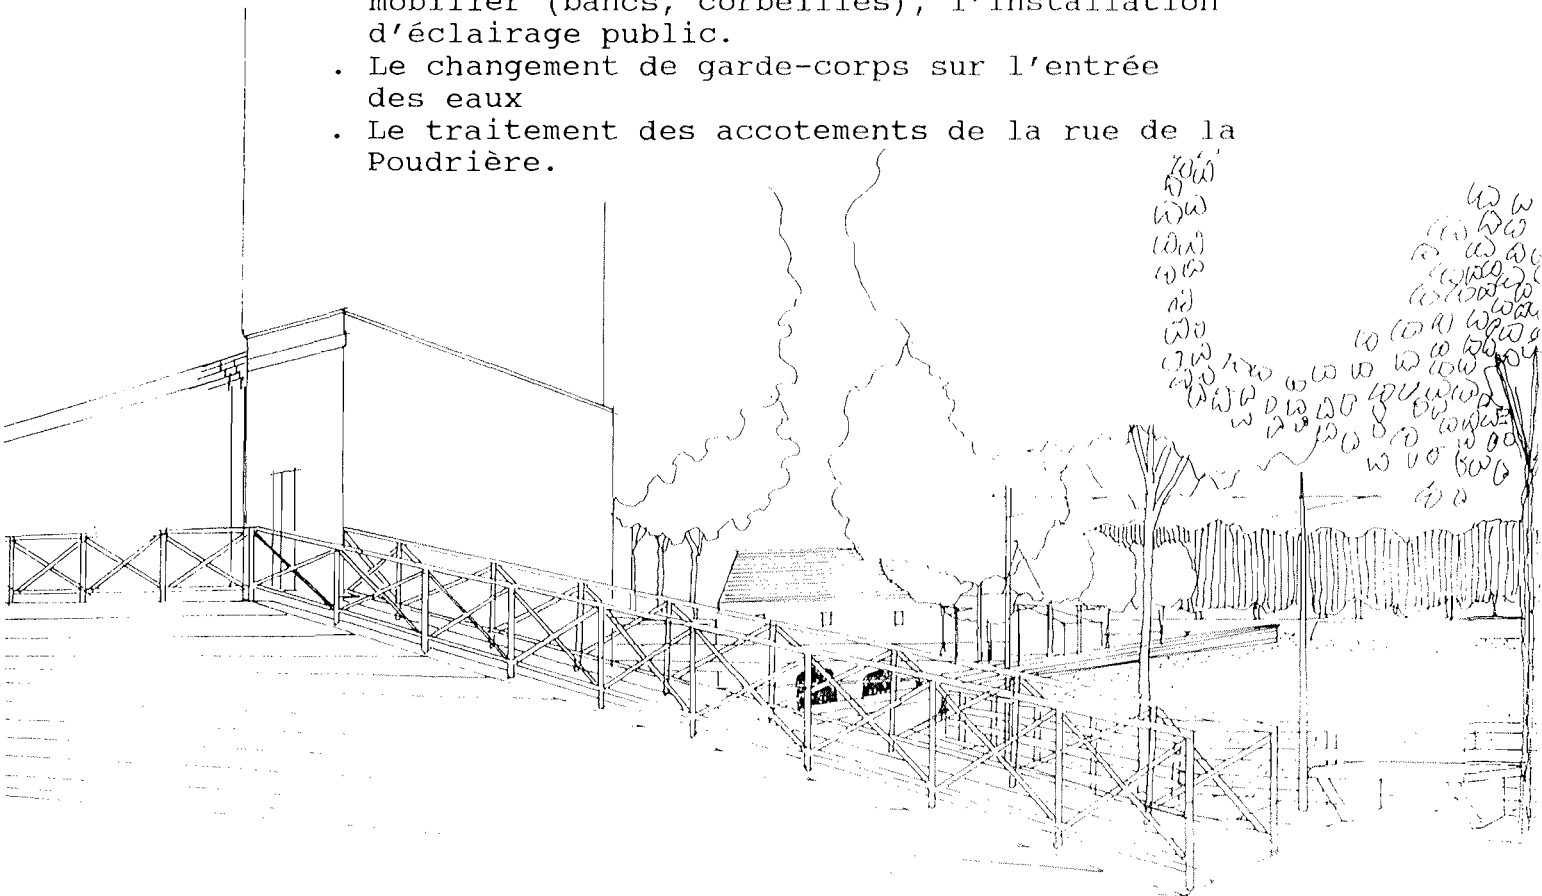 mobilier (bancs, corbeilles), l'installation
d'éclairage public.
. Le changement de garde-corps sur l'entrée
des eaux
. Le traitement des accotements de la rue de la
Poudrière.